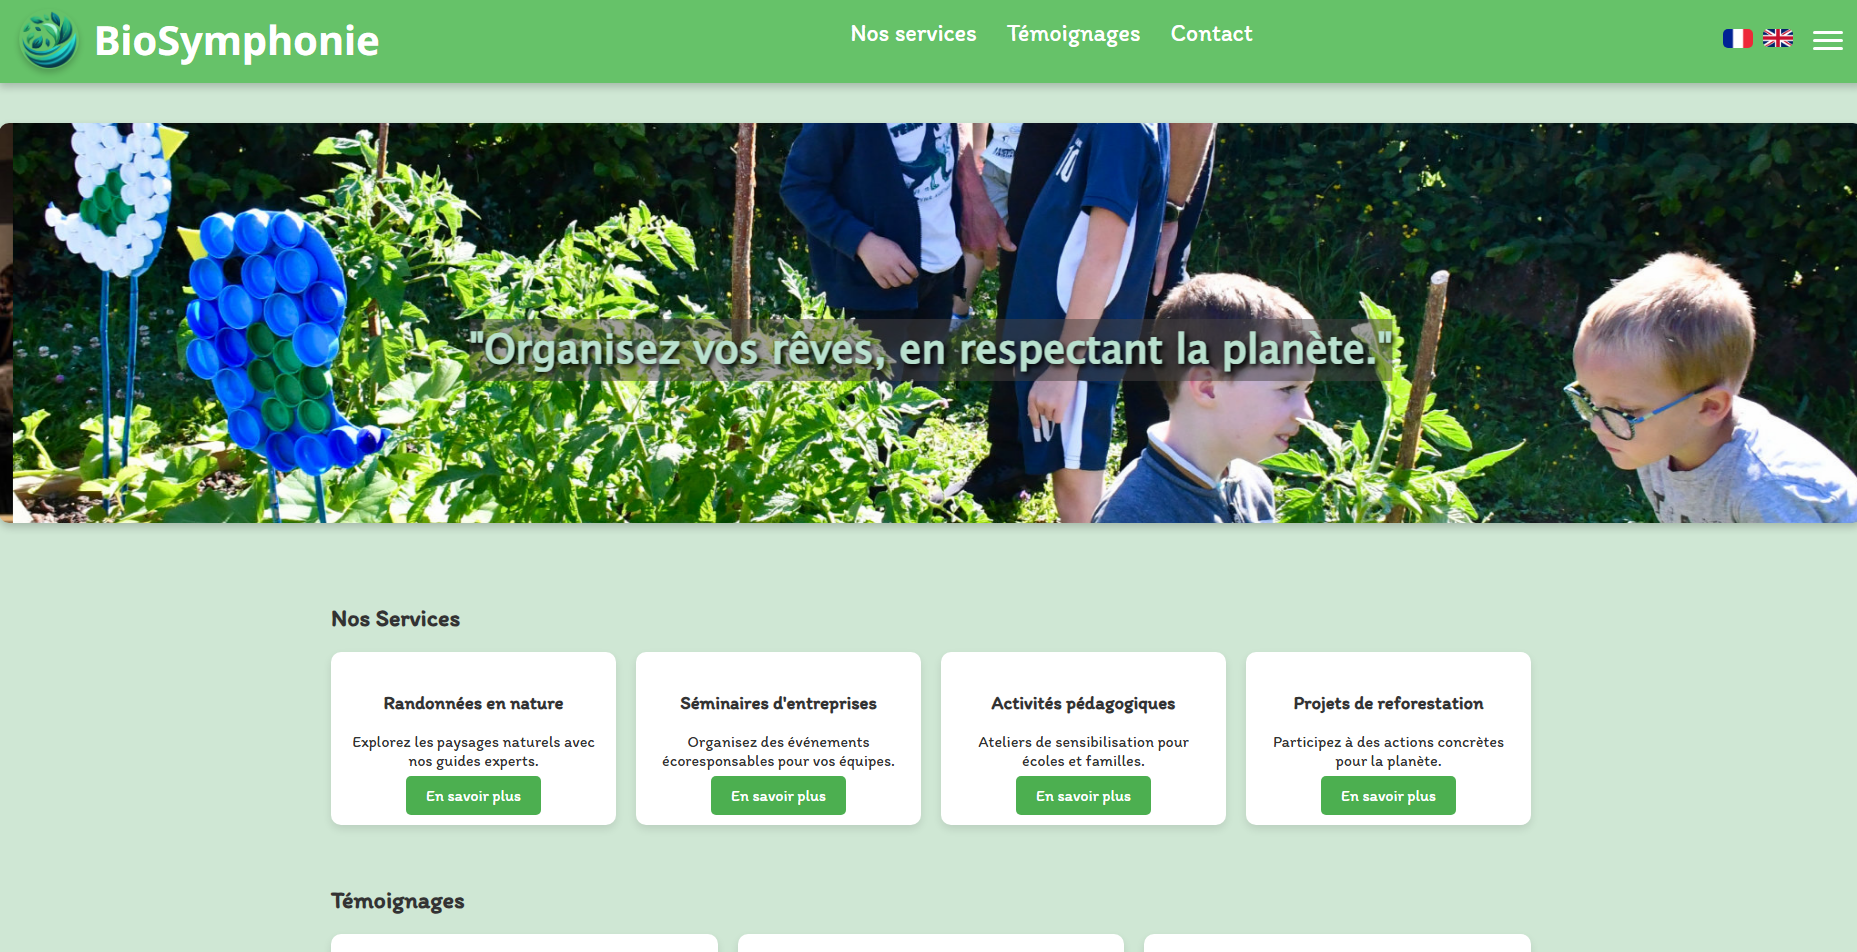 BioSymphonie
Nos services Témoignages Contact
"Organisez vos rêves, en respectant la planète."
Nos Services
Randonnées en nature
Explorez les paysages naturels avec
nos guides experts.
En savoir plus
Séminaires d'entreprises
Organisez des événements
écoresponsables pour vos équipes.
En savoir plus
Activités pédagogiques
Ateliers de sensibilisation pour
écoles et familles.
En savoir plus
Projets de reforestation
Participez à des actions concrètes
pour la planète.
En savoir plus
Témoignages